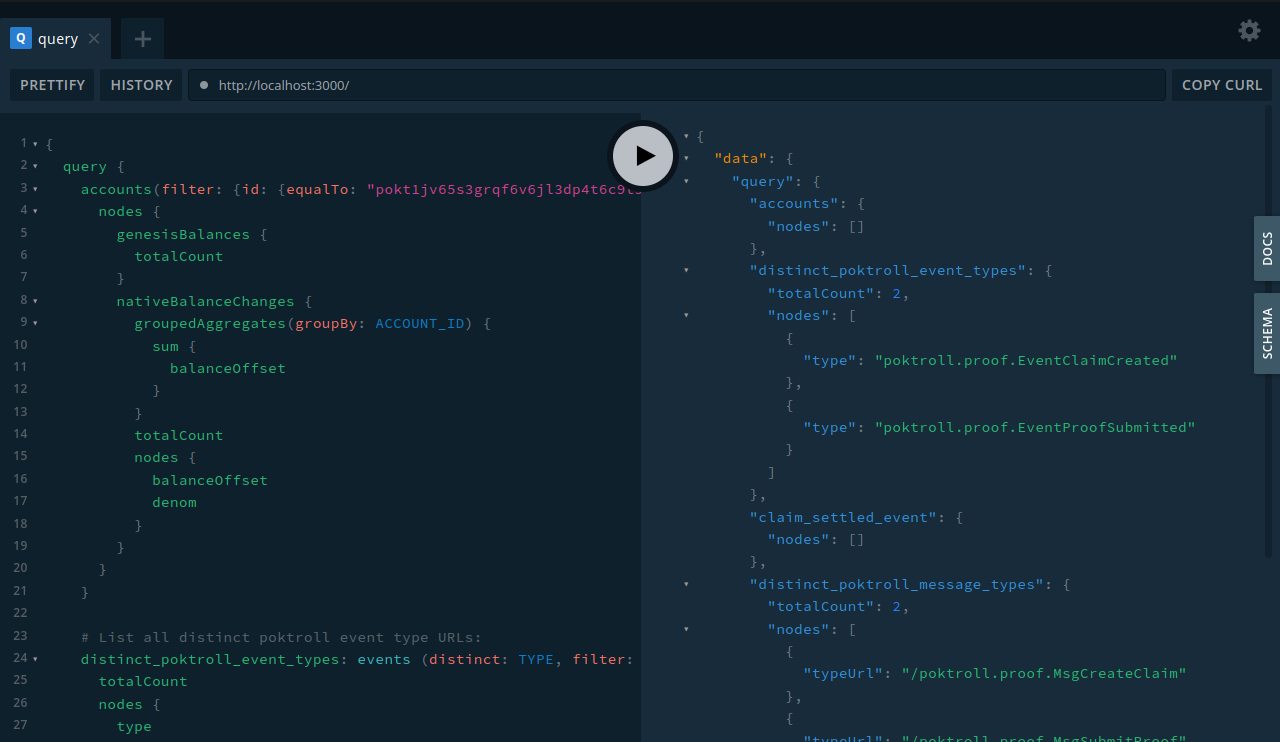 Q query
PRETTIFY HISTORY http://localhost:3000/ COPY CURL
1 {
2 query {
3 accounts(filter: {id: {equalTo: "pokt1jv65s3grqf6v6jl3dp4t6c9t
4 nodes {
5 genesisBalances {
6 totalCount
7 }
8 nativeBalanceChanges {
9 groupedAggregates(groupBy: ACCOUNT_ID) {
10 sum {
11 balanceOffset
12 }
13 }
14 totalCount
15 nodes {
16 balanceOffset
17 denom
18 }
19 }
20 }
21 }
22
23 # List all distinct poktroll event type URLs:
24 distinct_poktroll_event_types: events (distinct: TYPE, filter:
25 totalCount
26 nodes {
27 type
{
"data": {
"query": {
"accounts": {
"nodes": []
},
"distinct_poktroll_event_types": {
"totalCount": 2,
"nodes": [
{
"type": "poktroll.proof.EventClaimCreated"
},
{
"type": "poktroll.proof.EventProofSubmitted"
}
]
},
"claim_settled_event": {
"nodes": []
},
"distinct_poktroll_message_types": {
"totalCount": 2,
"nodes": [
{
"typeUrl": "/poktroll.proof.MsgCreateClaim"
},
{
"typeUrl": "/poktroll.proof.MsgSubmitProof"
DOCS
SCHEMA